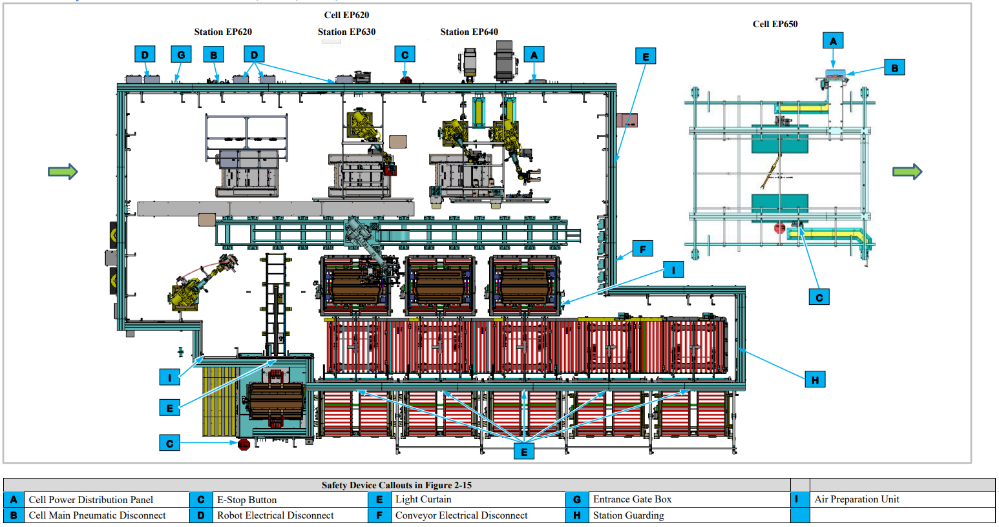 Cell EP620
Cell EP650
Station EP620 Station EP630 Station EP640
A
D G B D C A E
B
F
I
C
I
H
E
C
E
Safety Device Callouts in Figure 2-15
A Cell Power Distribution Panel C E-Stop Button E Light Curtain G Entrance Gate Box I Air Preparation Unit
B Cell Main Pneumatic Disconnect D Robot Electrical Disconnect F Conveyor Electrical Disconnect H Station Guarding